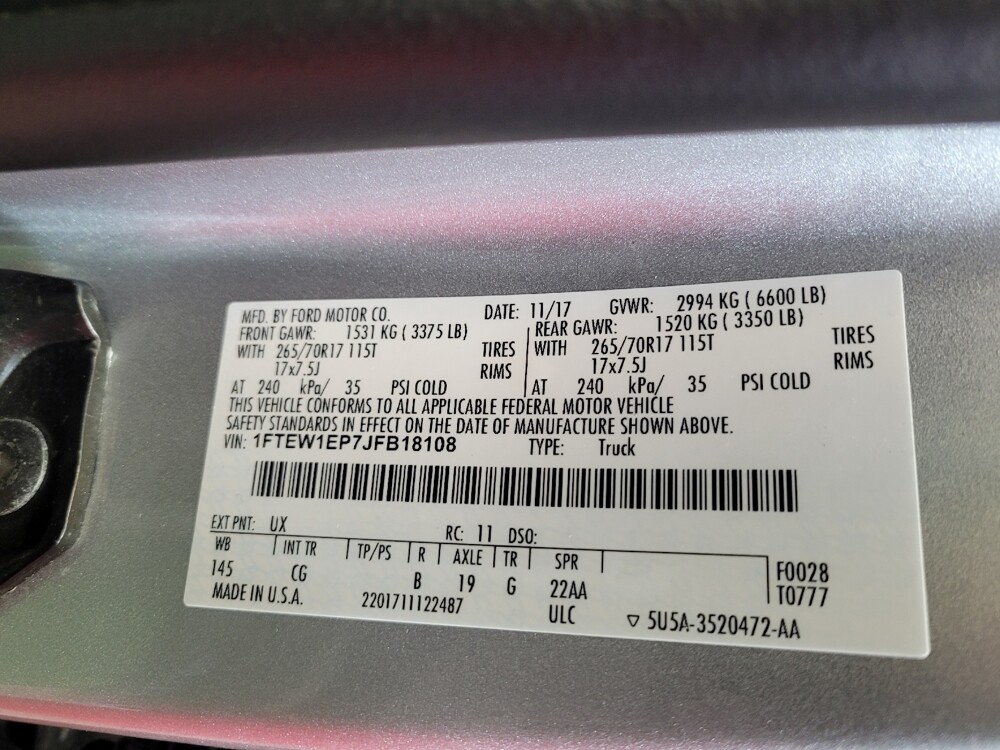 MFD. BY FORD MOTOR CO. DATE: 11/17 GVWR: 2994 KG ( 6600 LB)
FRONT GAWR: 1531 KG ( 3375 LB) REAR GAWR: 1520 KG ( 3350 LB)
WITH 265/70R17 115T TIRES WITH 265/70R17 115T TIRES
17x7.5J RIMS 17x7.5J RIMS
AT 240 kPa/ 35 PSI COLD AT 240 kPa/ 35 PSI COLD
THIS VEHICLE CONFORMS TO ALL APPLICABLE FEDERAL MOTOR VEHICLE
SAFETY STANDARDS IN EFFECT ON THE DATE OF MANUFACTURE SHOWN ABOVE.
VIN: 1FTEW1EP7JFB18108 TYPE: Truck
EXT PNT: UX RC: 11 DSO:
WB INT TR TP/PS R AXLE TR SPR
145 CG B 19 G 22AA F0028
T0777
MADE IN U.S.A. 2201711122487 ULC ▽ 5U5A-3520472-AA